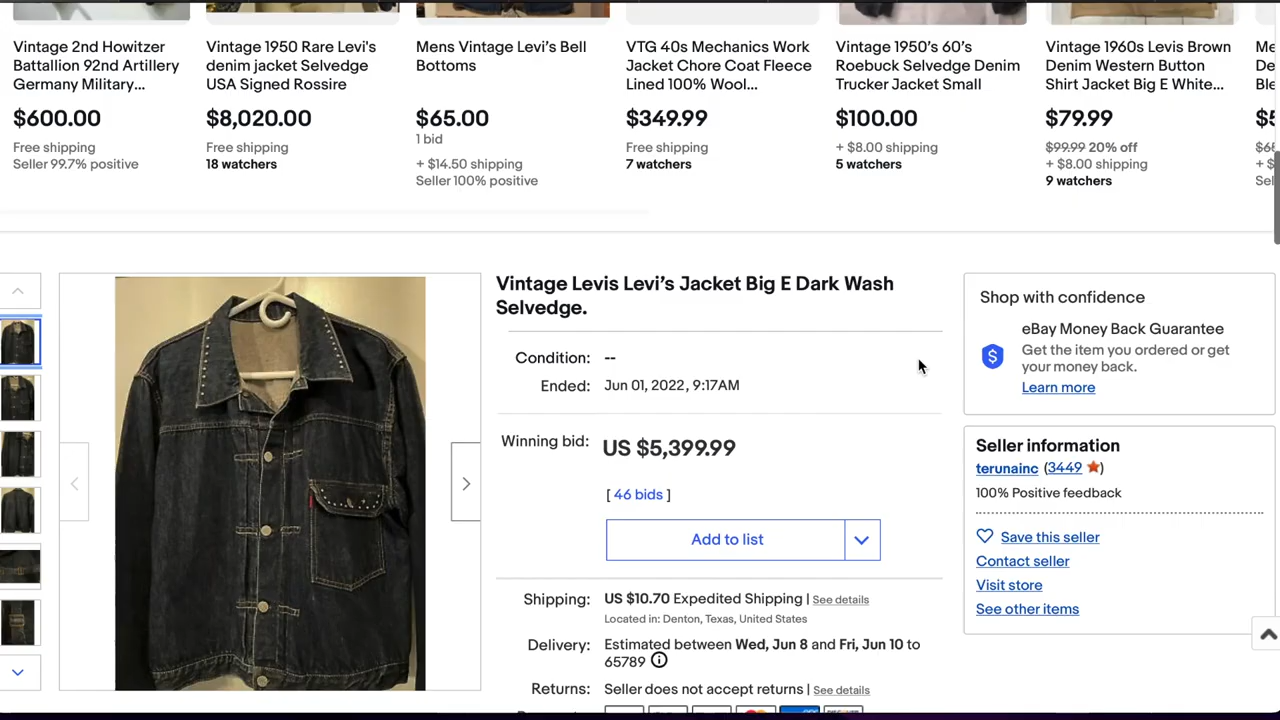 Vintage 2nd Howitzer
Battallion 92nd Artillery
Germany Military...
$600.00
Free shipping
Seller 99.7% positive
Vintage 1950 Rare Levi's
denim jacket Selvedge
USA Signed Rossire
$8,020.00
Free shipping
18 watchers
Mens Vintage Levi's Bell
Bottoms
$65.00
1 bid
+ $14.50 shipping
Seller 100% positive
VTG 40s Mechanics Work
Jacket Chore Coat Fleece
Lined 100% Wool...
$349.99
Free shipping
7 watchers
Vintage 1950's 60's
Roebuck Selvedge Denim
Trucker Jacket Small
$100.00
+ $8.00 shipping
5 watchers
Vintage 1960s Levis Brown
Denim Western Button
Shirt Jacket Big E White...
$79.99
$99.99 20% off
+ $8.00 shipping
9 watchers
Vintage Levis Levi's Jacket Big E Dark Wash
Selvedge.
Condition: --
Ended: Jun 01, 2022, 9:17AM
Winning bid: US $5,399.99
[ 46 bids ]
Add to list
Shipping: US $10.70 Expedited Shipping | See details
Located in: Denton, Texas, United States
Delivery: Estimated between Wed, Jun 8 and Fri, Jun 10 to
65789
Returns: Seller does not accept returns | See details
Shop with confidence
eBay Money Back Guarantee
Get the item you ordered or get
your money back.
Learn more
Seller information
terunainc (3449)
100% Positive feedback
Save this seller
Contact seller
Visit store
See other items